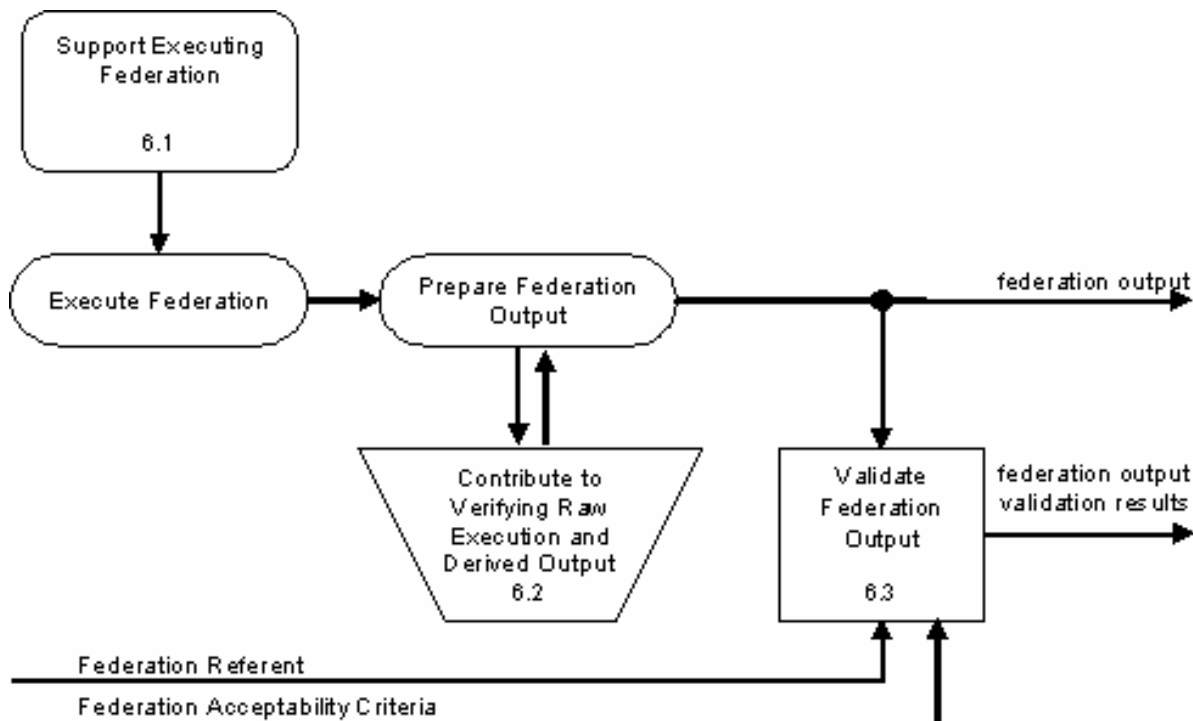 Support Executing
Federation
6.1
Execute Federation
Prepare Federation
Output
federation output
Contribute to
Verifying Raw
Execution and
Derived Output
6.2
Validate
Federation
Output
6.3
federation output
validation results
Federation Referent
Federation Acceptability Criteria